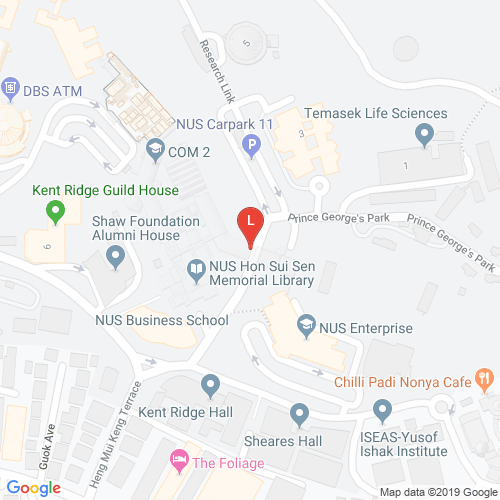 5
Research Link
DBS ATM
NUS Carpark 11
P
3
Temasek Life Sciences
1
COM 2
Kent Ridge Guild House
Shaw Foundation
Alumni House
6
L
Prince George's Park
Prince George's Park
NUS Hon Sui Sen
Memorial Library
NUS Business School
NUS Enterprise
Chilli Padi Nonya Cafe
Kent Ridge Hall
Heng Mui Keng Terrace
Guok Ave
Sheares Hall
ISEAS-Yusof
Ishak Institute
The Foliage
Google
Map data ©2019 Google